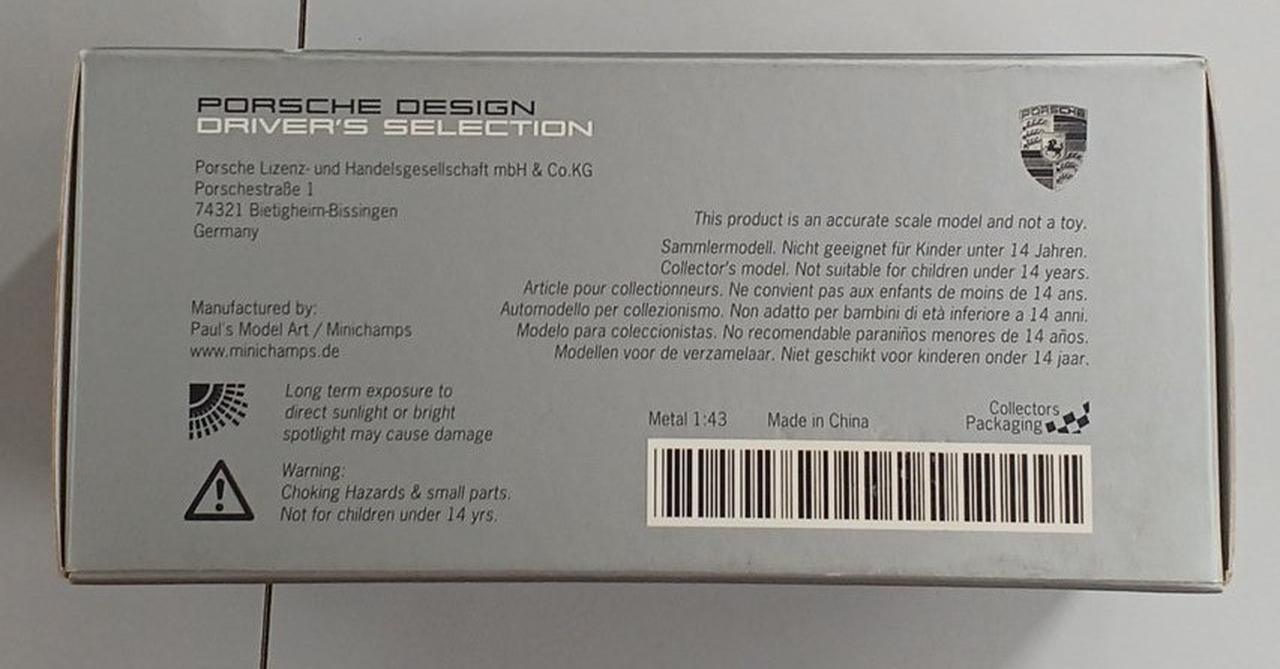 PORSCHE DESIGN
DRIVER'S SELECTION
Porsche Lizenz- und Handelsgesellschaft mbH & Co.KG
Porschestraße 1
74321 Bietigheim-Bissingen
Germany
Manufactured by:
Paul's Model Art / Minichamps
www.minichamps.de
Long term exposure to
direct sunlight or bright
spotlight may cause damage
Warning:
Choking Hazards & small parts.
Not for children under 14 yrs.
PORSCHE
This product is an accurate scale model and not a toy.
Sammlermodell. Nicht geeignet für Kinder unter 14 Jahren.
Collector's model. Not suitable for children under 14 years.
Article pour collectionneurs. Ne convient pas aux enfants de moins de 14 ans.
Automodello per collezionismo. Non adatto per bambini di età inferiore a 14 anni.
Modelo para coleccionistas. No recomendable paraniños menores de 14 años.
Modellen voor de verzamelaar. Niet geschikt voor kinderen onder 14 jaar.
Metal 1:43 Made in China
Collectors
Packaging